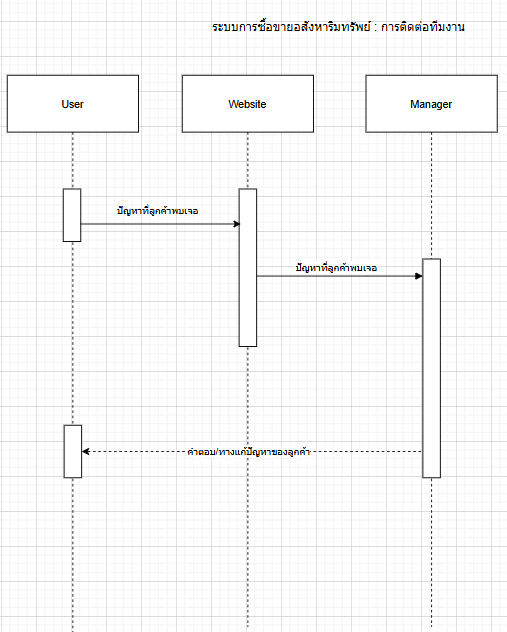 ระบบการซื้อขายอสังหาริมทรัพย์ : การติดต่อทีมงาน
User
Website
Manager
ปัญหาที่ลูกค้าพบเจอ
ปัญหาที่ลูกค้าพบเจอ
คำตอบ/ทางแก้ปัญหาของลูกค้า